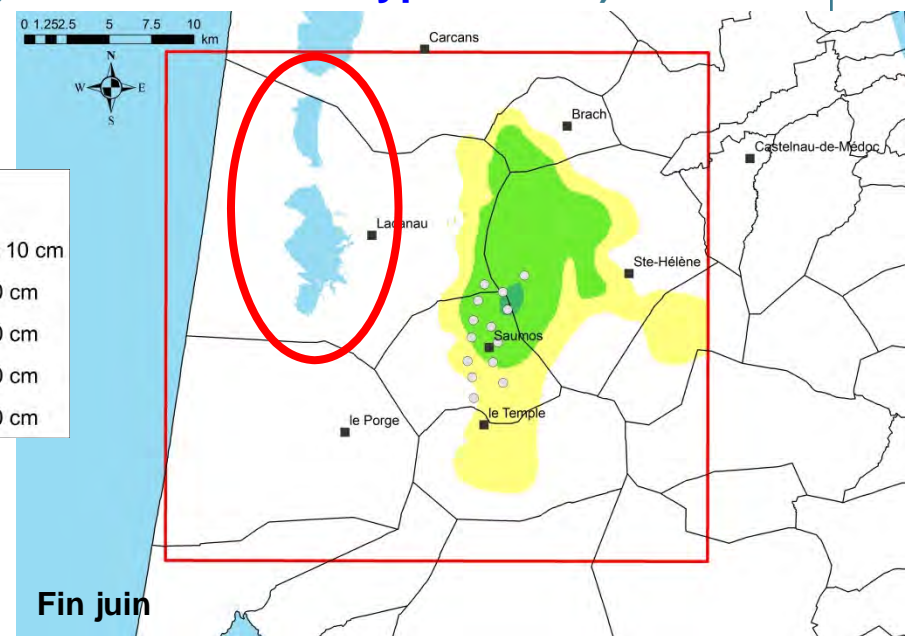 0 1.252.5 5 7.5 10
km
N
W E
S
Carcans
Brach
Castelnau-de-Médoc
Lacanau
10 cm
0 cm
0 cm
0 cm
0 cm
Ste-Hélène
Saumos
le Porge
le Temple
Fin juin